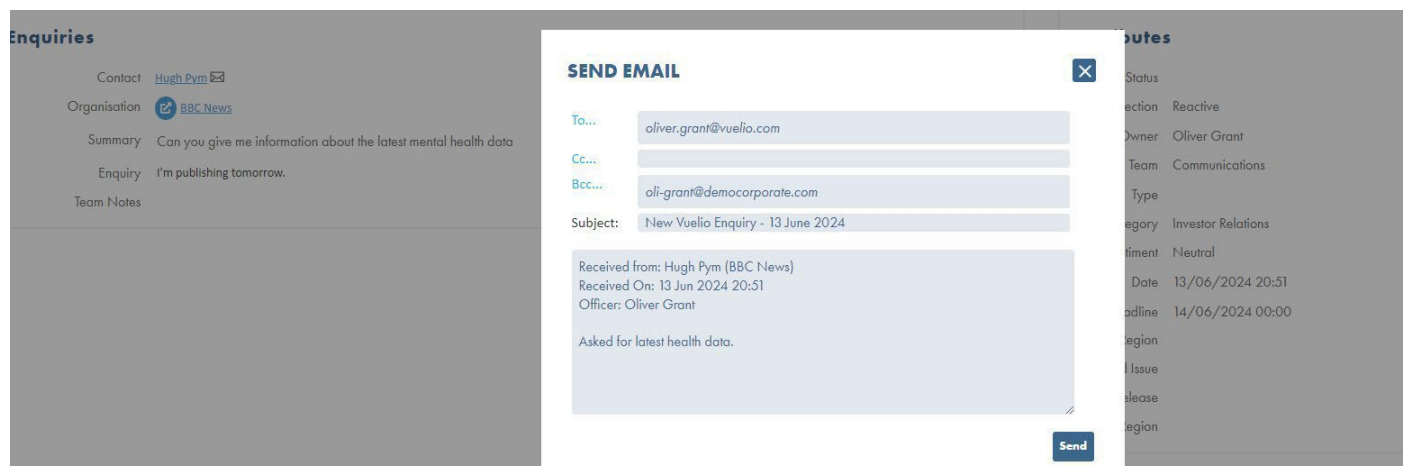 Enquiries
Contact Hugh Pym
Organisation BBC News
Summary Can you give me information about the latest mental health data
Enquiry I'm publishing tomorrow.
Team Notes
SEND EMAIL
To... oliver.grant@vuelio.com
Cc...
Bcc... oli-grant@democorporate.com
Subject: New Vuelio Enquiry - 13 June 2024
Received from: Hugh Pym (BBC News)
Received On: 13 Jun 2024 20:51
Officer: Oliver Grant
Asked for latest health data.
Send
Status
Reactive
Owner Oliver Grant
Team Communications
Type
Investor Relations
Neutral
Date 13/06/2024 20:51
14/06/2024 00:00
Issue